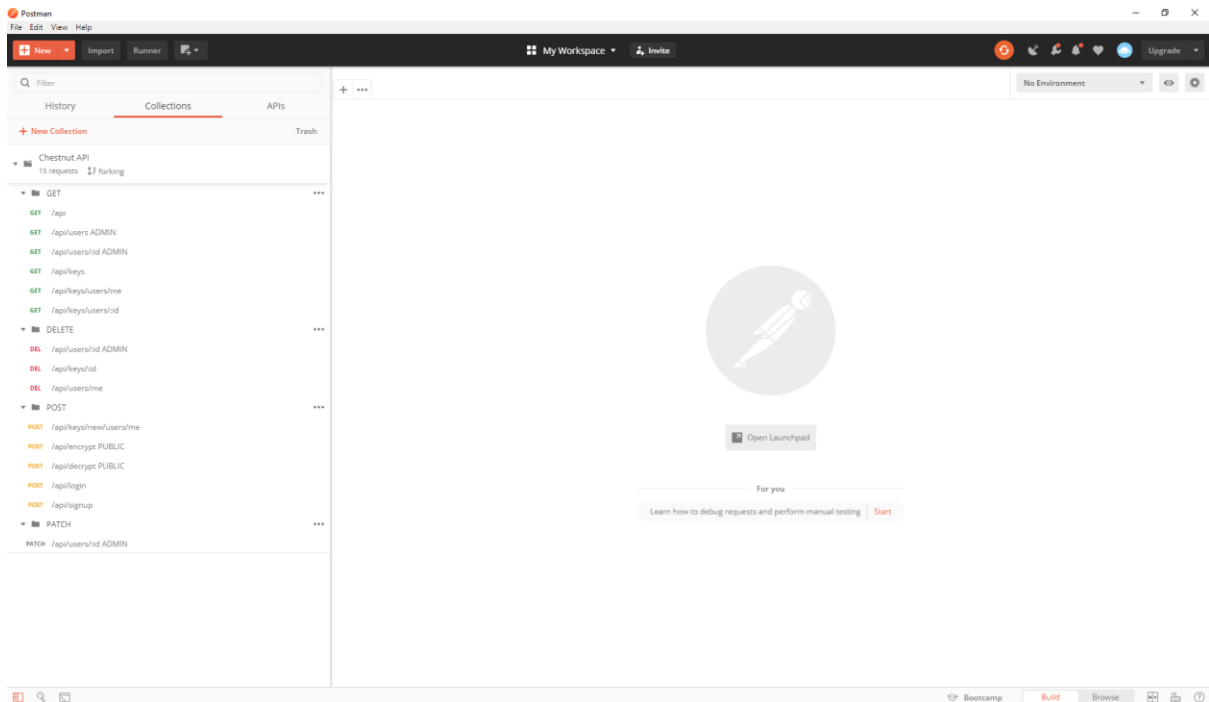 Postman
File Edit View Help
New Import Runner My Workspace Invite Upgrade
Filter
No Environment
History Collections APIs
+ New Collection Trash
Chestnut API
15 requests forking
GET
GET /api
GET /api/users ADMIN
GET /api/users/:id ADMIN
GET /api/keys
GET /api/keys/users/me
GET /api/keys/users/:id
DELETE
DEL /api/users/:id ADMIN
DEL /api/keys/:id
DEL /api/users/me
POST
POST /api/keys/new/users/me
POST /api/encrypt PUBLIC
POST /api/decrypt PUBLIC
POST /api/login
POST /api/signup
PATCH
PATCH /api/users/:id ADMIN
Open Launchpad
For you
Learn how to debug requests and perform manual testing Start
Bootcamp Build Browse